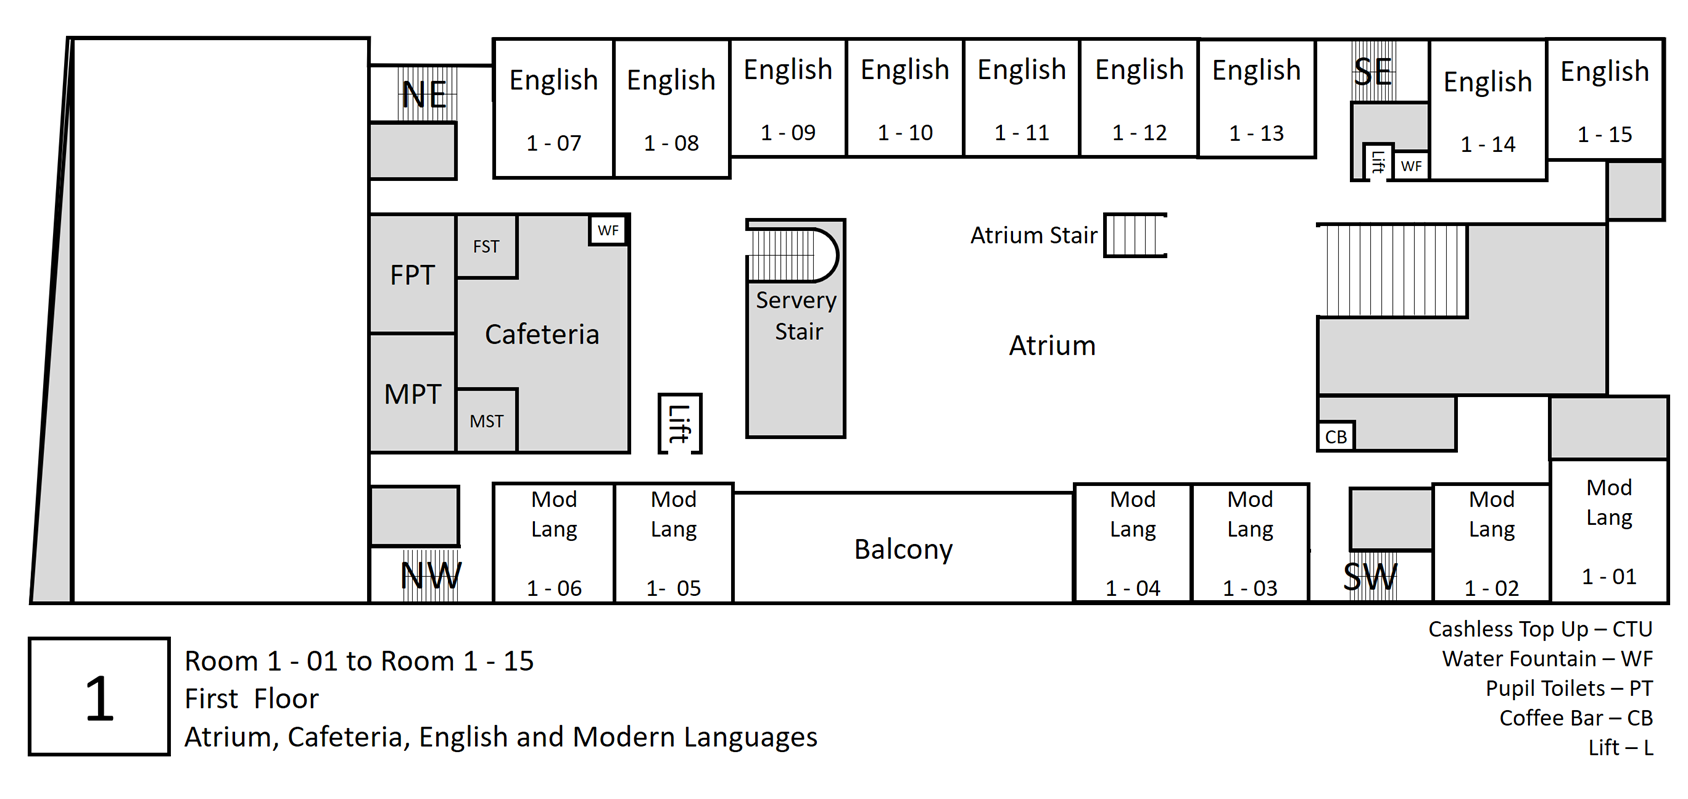 NE
English
1 - 07
English
1 - 08
English
1 - 09
English
1 - 10
English
1 - 11
English
1 - 12
English
1 - 13
SE
Lift
WF
English
1 - 14
English
1 - 15
FPT
FST
WF
Cafeteria
MPT
MST
Lift
Servery
Stair
Atrium Stair
Atrium
CB
NW
Mod
Lang
1 - 06
Mod
Lang
1- 05
Balcony
Mod
Lang
1 - 04
Mod
Lang
1 - 03
SW
Mod
Lang
1 - 02
Mod
Lang
1 - 01
1
Room 1 - 01 to Room 1 - 15
First Floor
Atrium, Cafeteria, English and Modern Languages
Cashless Top Up – CTU
Water Fountain – WF
Pupil Toilets – PT
Coffee Bar – CB
Lift – L